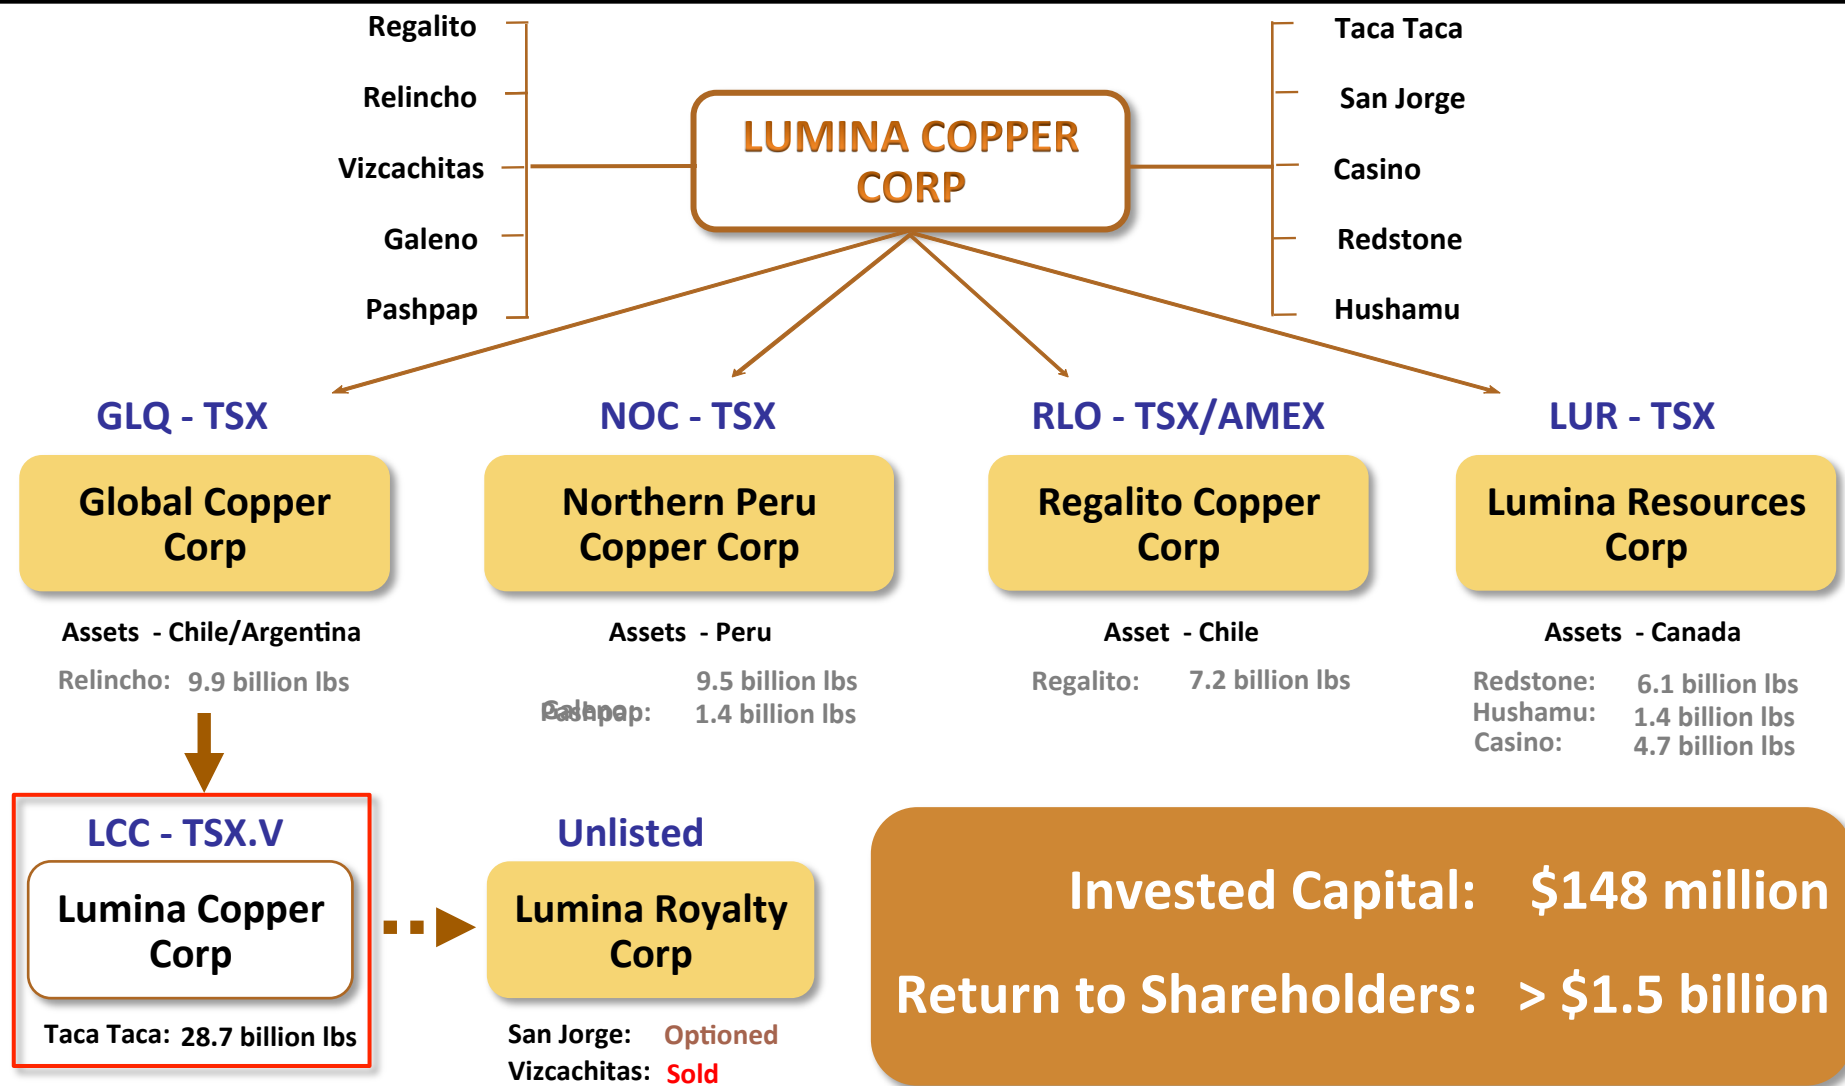 Regalito
Relincho
Vizcachitas
Galeno
Pashpap
LUMINA COPPER
CORP
Taca Taca
San Jorge
Casino
Redstone
Hushamu
GLQ - TSX
Global Copper
Corp
Assets - Chile/Argentina
Relincho: 9.9 billion lbs
NOC - TSX
Northern Peru
Copper Corp
Assets - Peru
Galeno: 9.5 billion lbs
Pashpap: 1.4 billion lbs
RLO - TSX/AMEX
Regalito Copper
Corp
Asset - Chile
Regalito: 7.2 billion lbs
LUR - TSX
Lumina Resources
Corp
Assets - Canada
Redstone: 6.1 billion lbs
Hushamu: 1.4 billion lbs
Casino: 4.7 billion lbs
LCC - TSX.V
Lumina Copper
Corp
Taca Taca: 28.7 billion lbs
Unlisted
Lumina Royalty
Corp
San Jorge: Optioned
Vizcachitas: Sold
Invested Capital: $148 million
Return to Shareholders: > $1.5 billion